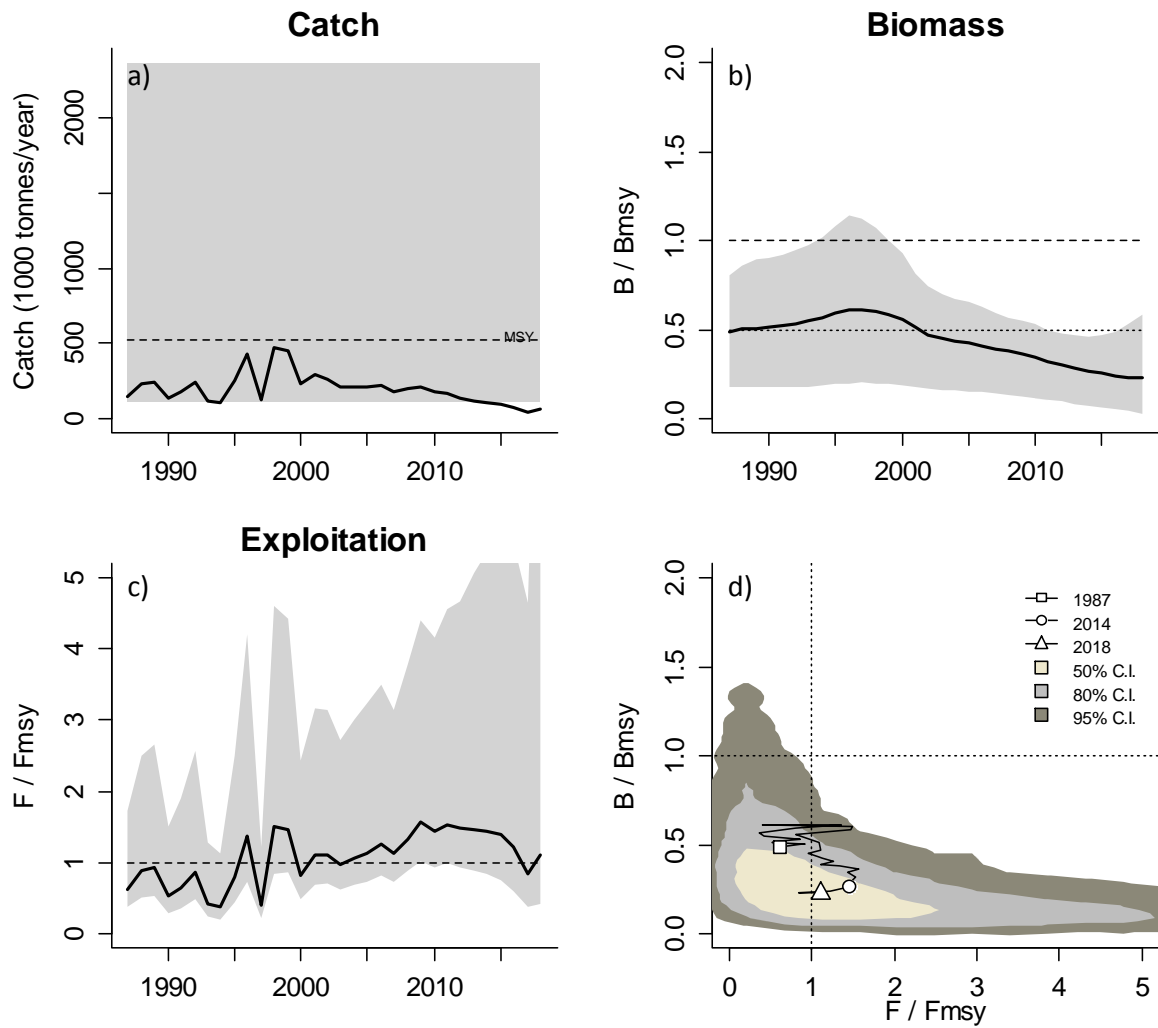 Catch
a)
Catch (1000 tonnes/year)
2000
1000
500
0
MSY
1990
2000
2010
Biomass
b)
B / Bmsy
2.0
1.5
1.0
0.5
0.0
1990
2000
2010
Exploitation
c)
F / Fmsy
5
4
3
2
1
0
1990
2000
2010
d)
B / Bmsy
2.0
1.5
1.0
0.5
0.0
1987
2014
2018
50% C.I.
80% C.I.
95% C.I.
0
1
2
3
4
5
F / Fmsy